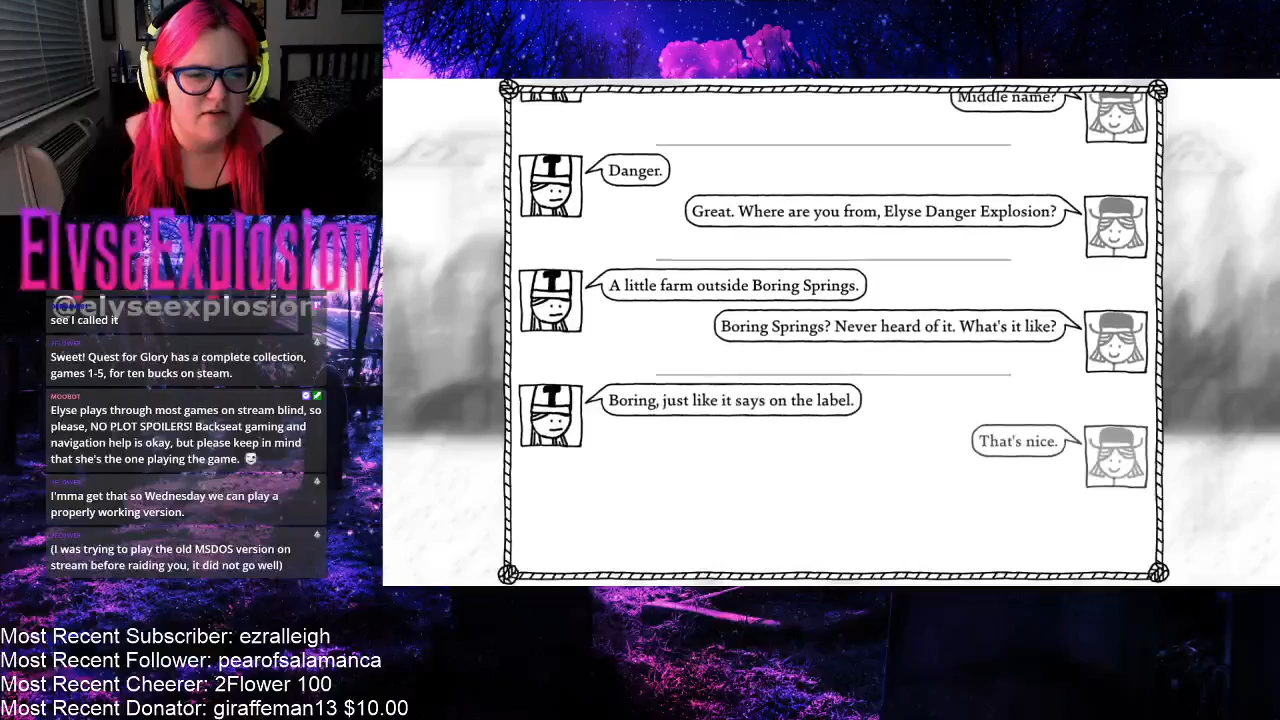 ElyseExplosion
@elyseexplosion
see I called it
2FLOWER
Sweet! Quest for Glory has a complete collection,
games 1-5, for ten bucks on steam.
MOOBOT
Elyse plays through most games on stream blind, so
please, NO PLOT SPOILERS! Backseat gaming and
navigation help is okay, but please keep in mind
that she's the one playing the game.
2FLOWER
I'mma get that so Wednesday we can play a
properly working version.
2FLOWER
(I was trying to play the old MSDOS version on
stream before raiding you, it did not go well)
Most Recent Subscriber: ezralleigh
Most Recent Follower: pearofsalamanca
Most Recent Cheerer: 2Flower 100
Most Recent Donator: giraffeman13 $10.00
Middle name?
Danger.
Great. Where are you from, Elyse Danger Explosion?
A little farm outside Boring Springs.
Boring Springs? Never heard of it. What's it like?
Boring, just like it says on the label.
That's nice.